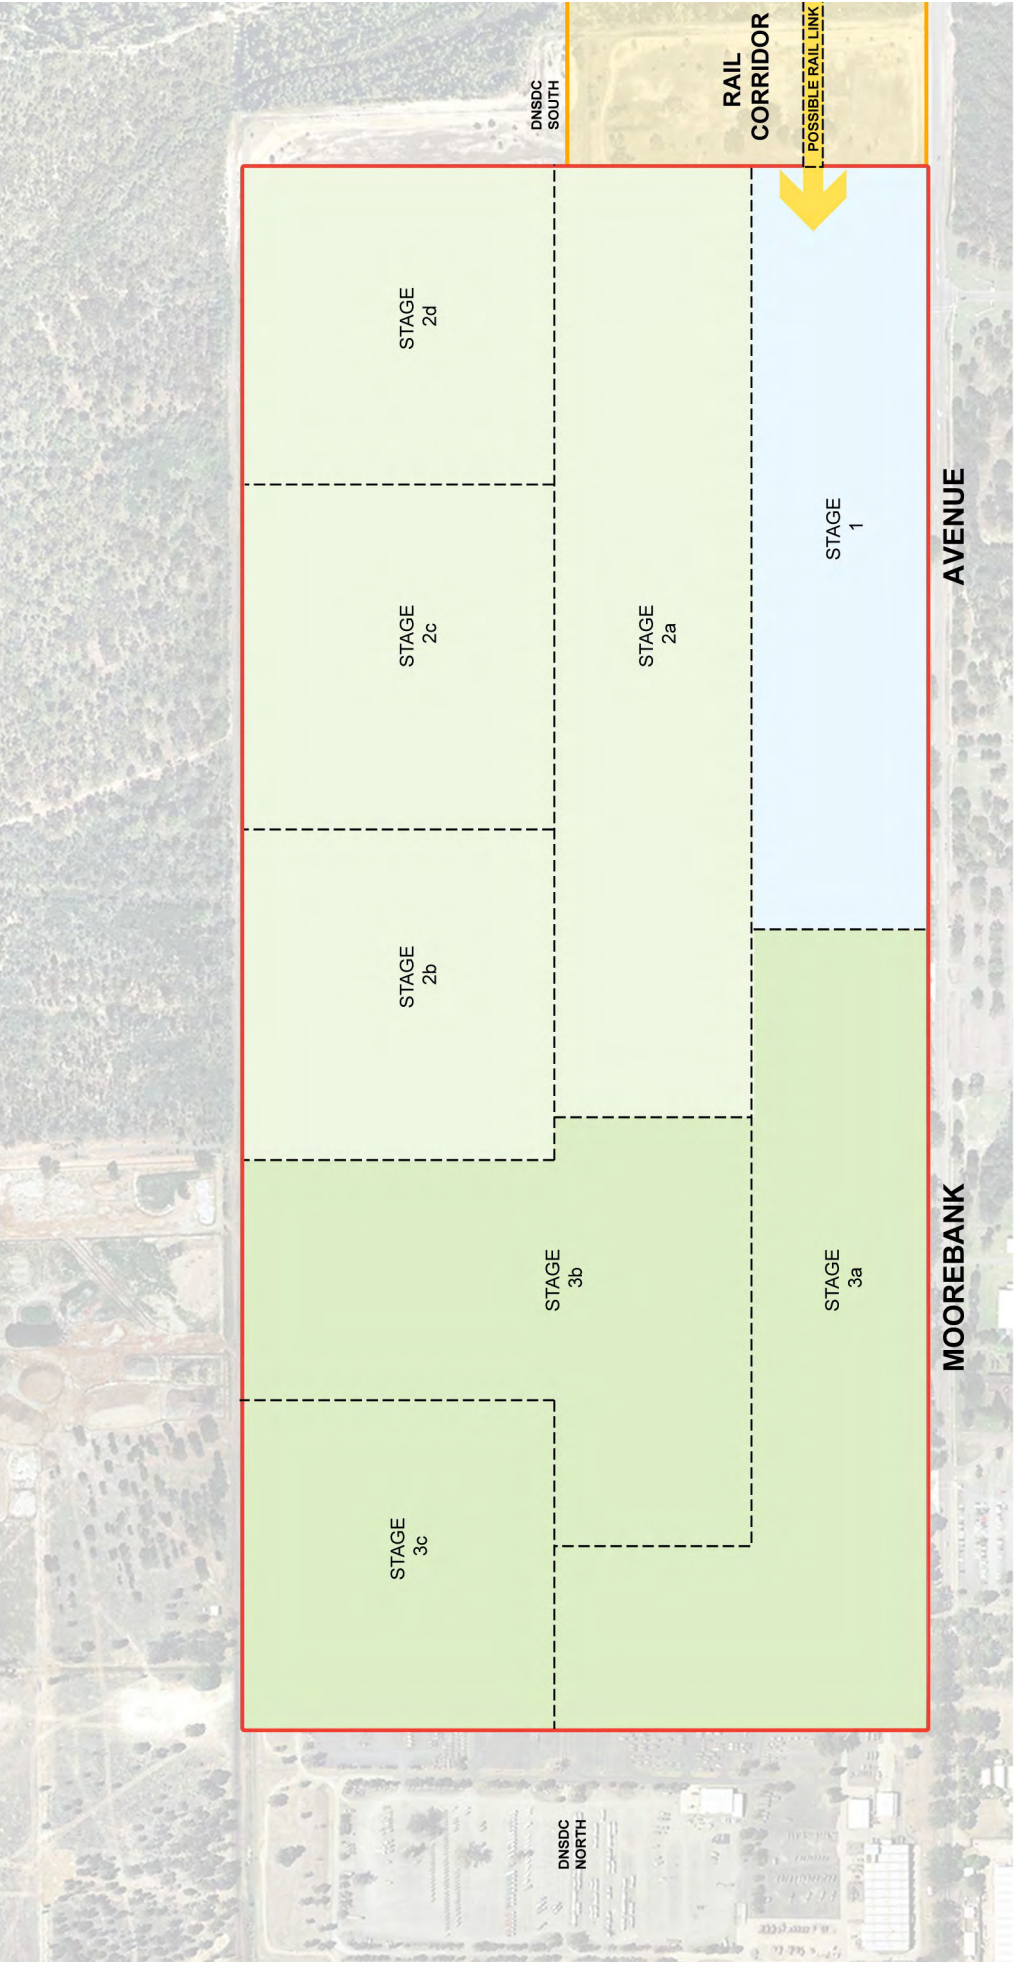 DNSDC
SOUTH
RAIL
CORRIDOR
POSSIBLE RAIL LINK
STAGE
2d
STAGE
2c
STAGE
2a
STAGE
1
AVENUE
STAGE
2b
STAGE
3b
STAGE
3a
MOOREBANK
STAGE
3c
DNSDC
NORTH